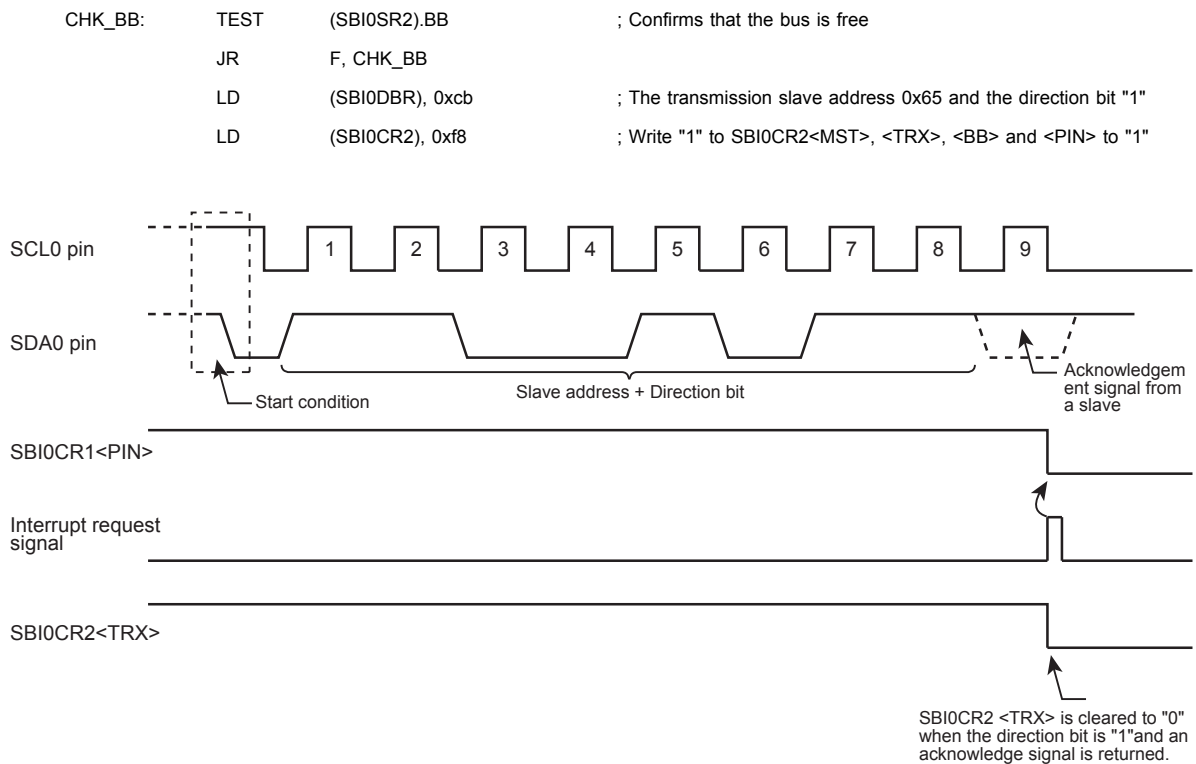 CHK_BB: TEST (SBI0SR2).BB ; Confirms that the bus is free
JR F, CHK_BB
LD (SBI0DBR), 0xcb ; The transmission slave address 0x65 and the direction bit "1"
LD (SBI0CR2), 0xf8 ; Write "1" to SBI0CR2<MST>, <TRX>, <BB> and <PIN> to "1"
SCL0 pin
1 2 3 4 5 6 7 8 9
SDA0 pin
Start condition
Slave address + Direction bit
Acknowledgem
ent signal from
a slave
SBI0CR1<PIN>
Interrupt request
signal
SBI0CR2<TRX>
SBI0CR2 <TRX> is cleared to "0"
when the direction bit is "1"and an
acknowledge signal is returned.